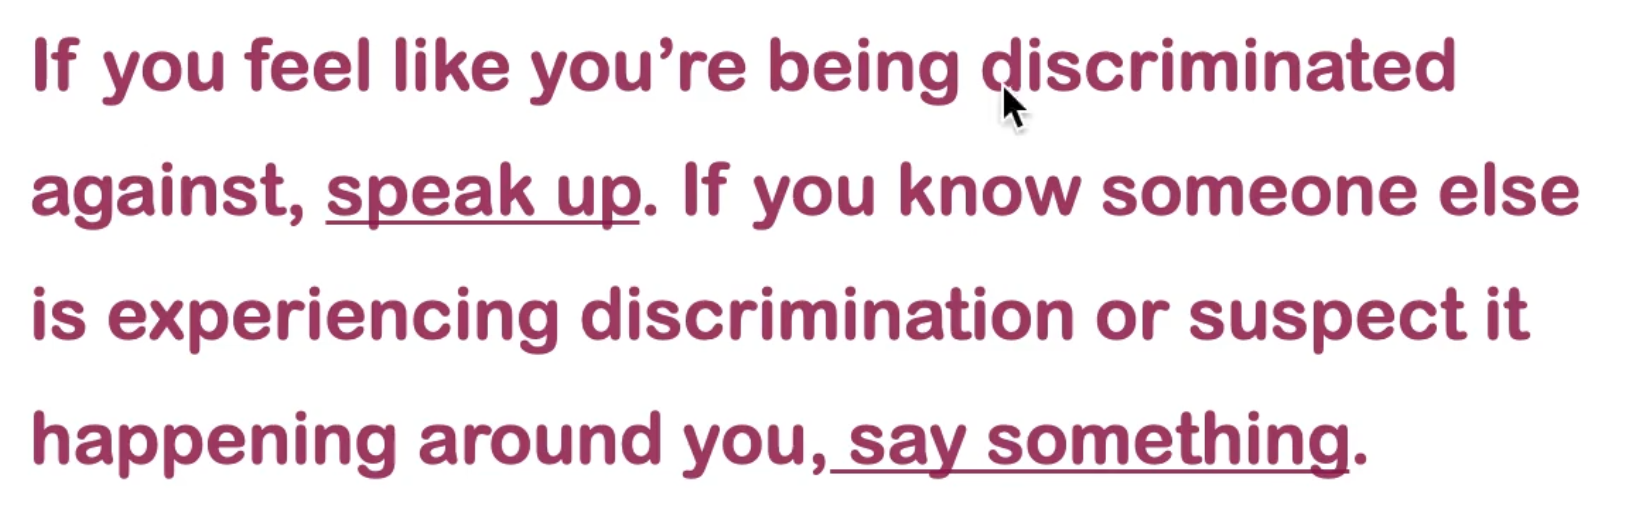 If you feel like you’re being discriminated
against, speak up. If you know someone else
is experiencing discrimination or suspect it
happening around you, say something.